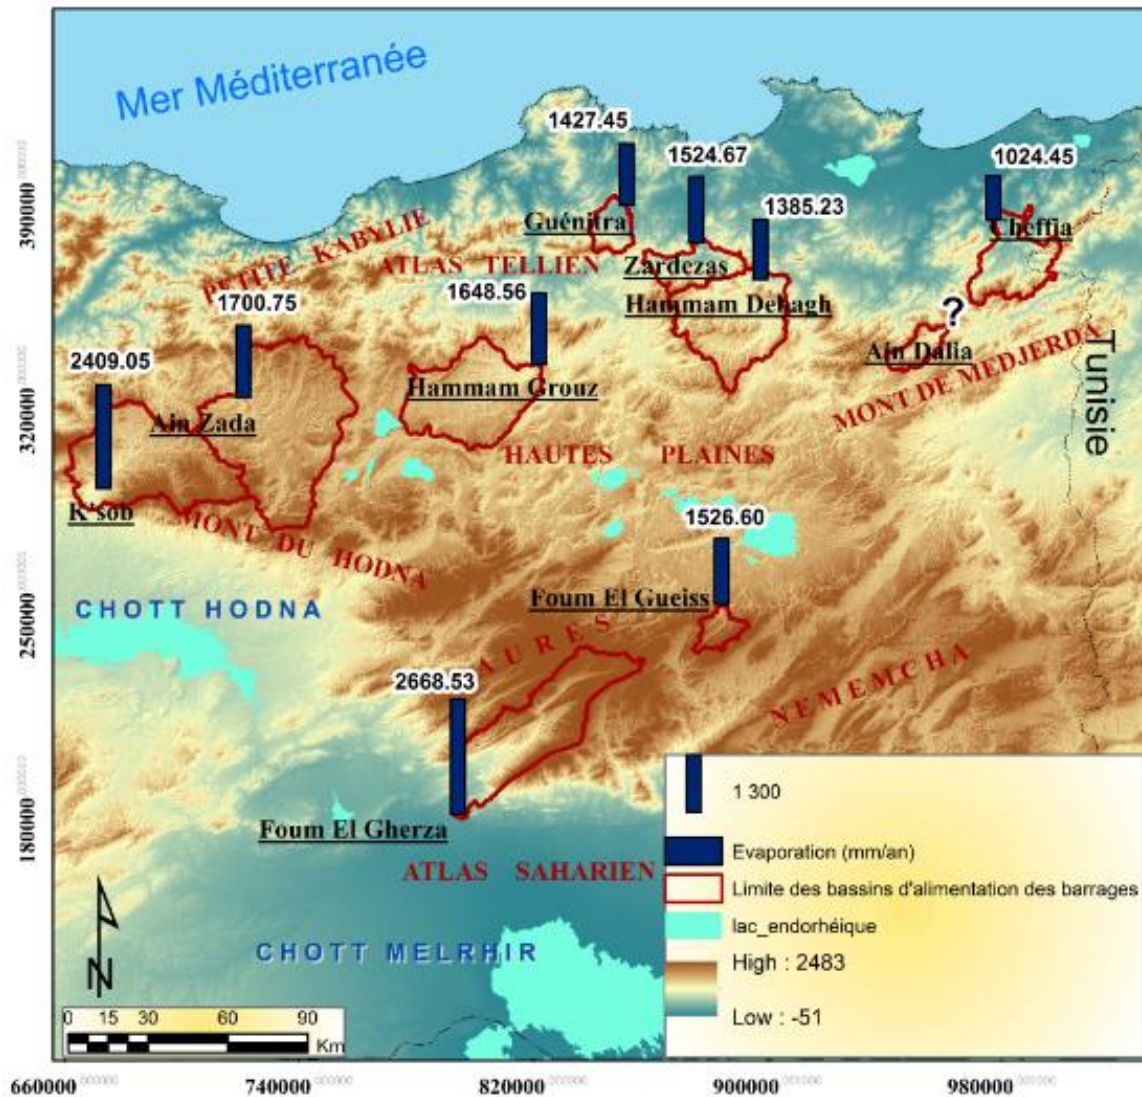 Mer Méditerranée
1427.45
1524.67
1024.45
1385.23
Guénitra
Cheffia
PETITE KABYLIE
ATLAS TELLIEN
Zardezas
1700.75
1648.56
Hammam Debagh
?
Ain Dalia
Tunisie
2409.05
Hammam Grouz
MONT DE MEDJERDA
Ain Zada
HAUTES PLAINES
K'sob
MONT DU HODNA
1526.60
CHOTT HODNA
Foum El Gueiss
AURES
2668.53
NEMEMCHA
Foum El Gherza
ATLAS SAHARIEN
CHOTT MELRHIR
1 300
Evaporation (mm/an)
Limite des bassins d'alimentation des barrages
lac_endorhéique
High : 2483
Low : -51
N
0 15 30 60 90
Km
390000
320000
250000
180000
660000 740000 820000 900000 980000